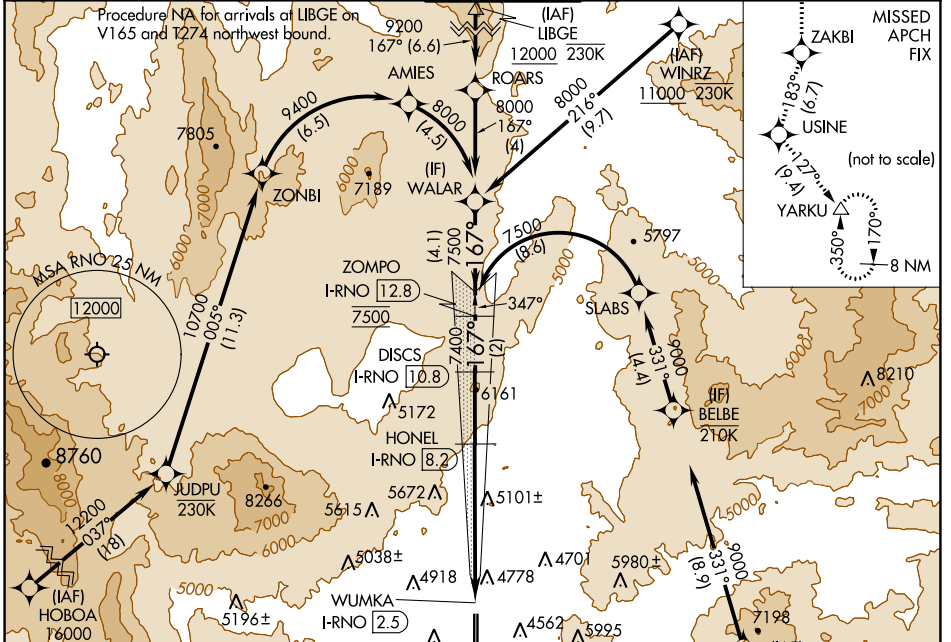 Procedure NA for arrivals at LIBGE on
V165 and T274 northwest bound.
9200
167° (6.6)
(IAF)
LIBGE
12000 230K
(IAF)
WINRZ
11000 230K
MISSED
APCH
FIX
ZAKBI
183°
(6.7)
USINE
127°
(9.4)
(not to scale)
YARKU
350°
170°
8 NM
AMIES
ROARS
8000
167°
(4)
8000
216°
(9.7)
9400
(6.5)
8000
(4.5)
7805
7000
ZONBI
6000
7189
(IF)
WALAR
(4.1)
7500
167°
7500
(8.6)
5797
5000
6000
MSA RNO 25 NM
12000
10700
005°
(11.3)
ZOMPO
I-RNO 12.8
7500
347°
SLABS
7400
167°
(2)
DISCS
I-RNO 10.8
5172
6161
9000
331°
(4.4)
(IF)
BELBE
210K
6000
8210
7000
HONEL
I-RNO 8.2
8760
8000
JUDPU
230K
8266
7000
6000
5615
5672
5101±
5000
12200
037°
(18)
(IAF)
HOBOA
16000
5000
5196±
5038±
4918
4778
4701
5980±
9000
331°
(8.9)
WUMKA
I-RNO 2.5
4562
5995
7198